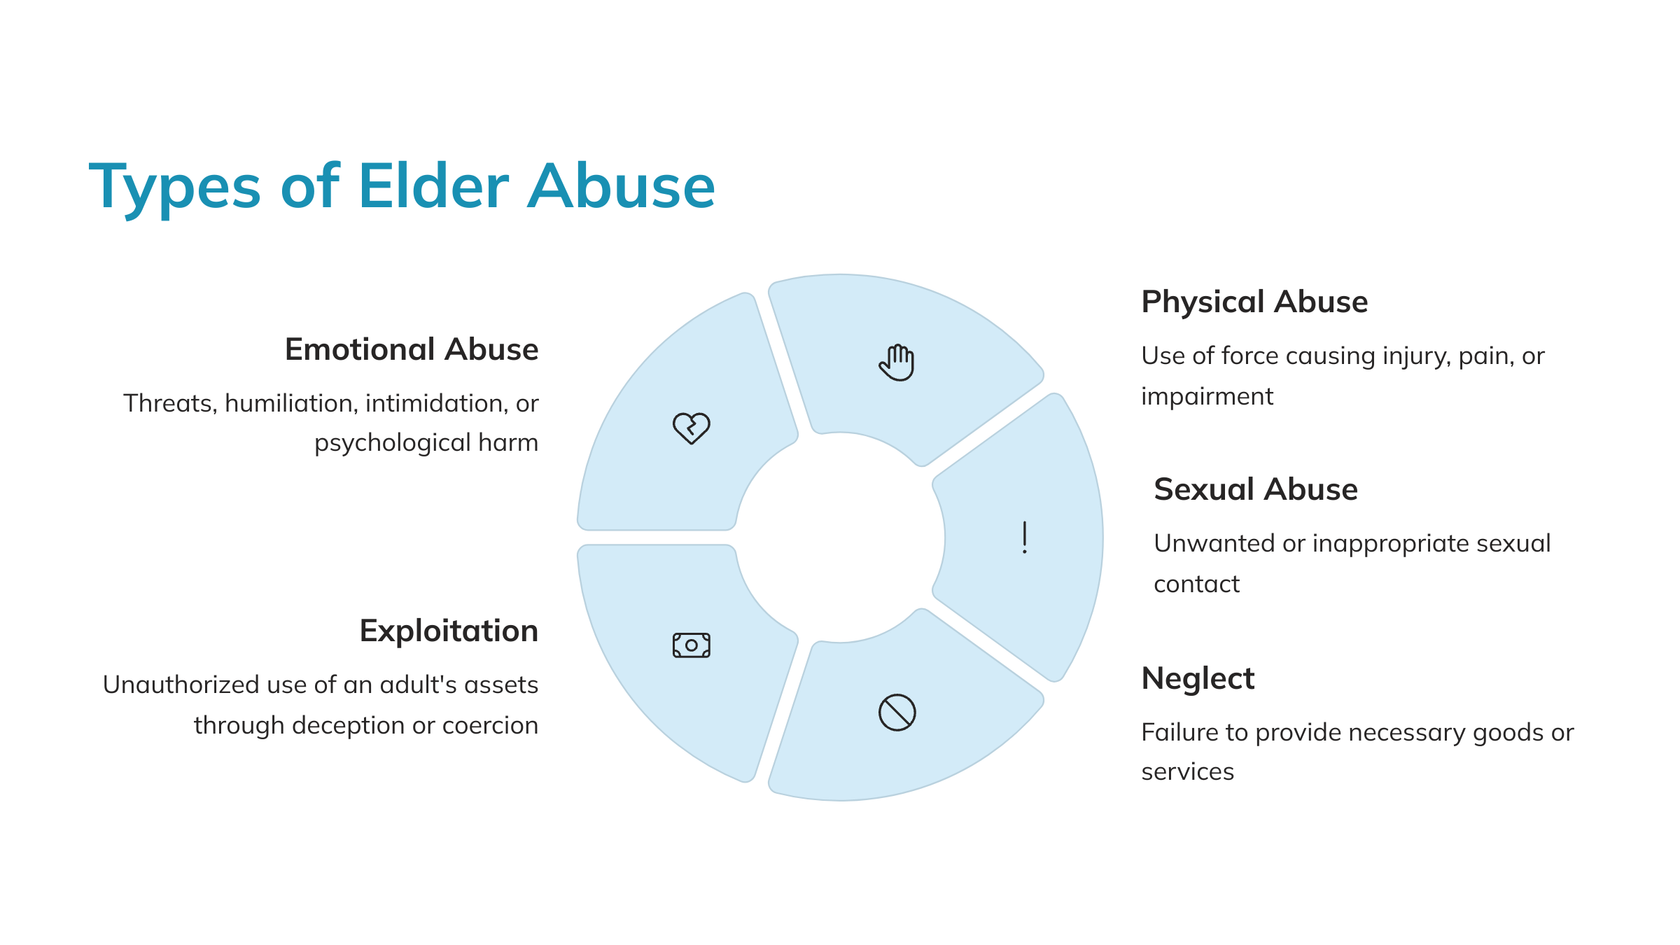 Types of Elder Abuse
Emotional Abuse
Threats, humiliation, intimidation, or
psychological harm
Exploitation
Unauthorized use of an adult's assets
through deception or coercion
Physical Abuse
Use of force causing injury, pain, or
impairment
Sexual Abuse
Unwanted or inappropriate sexual
contact
Neglect
Failure to provide necessary goods or
services